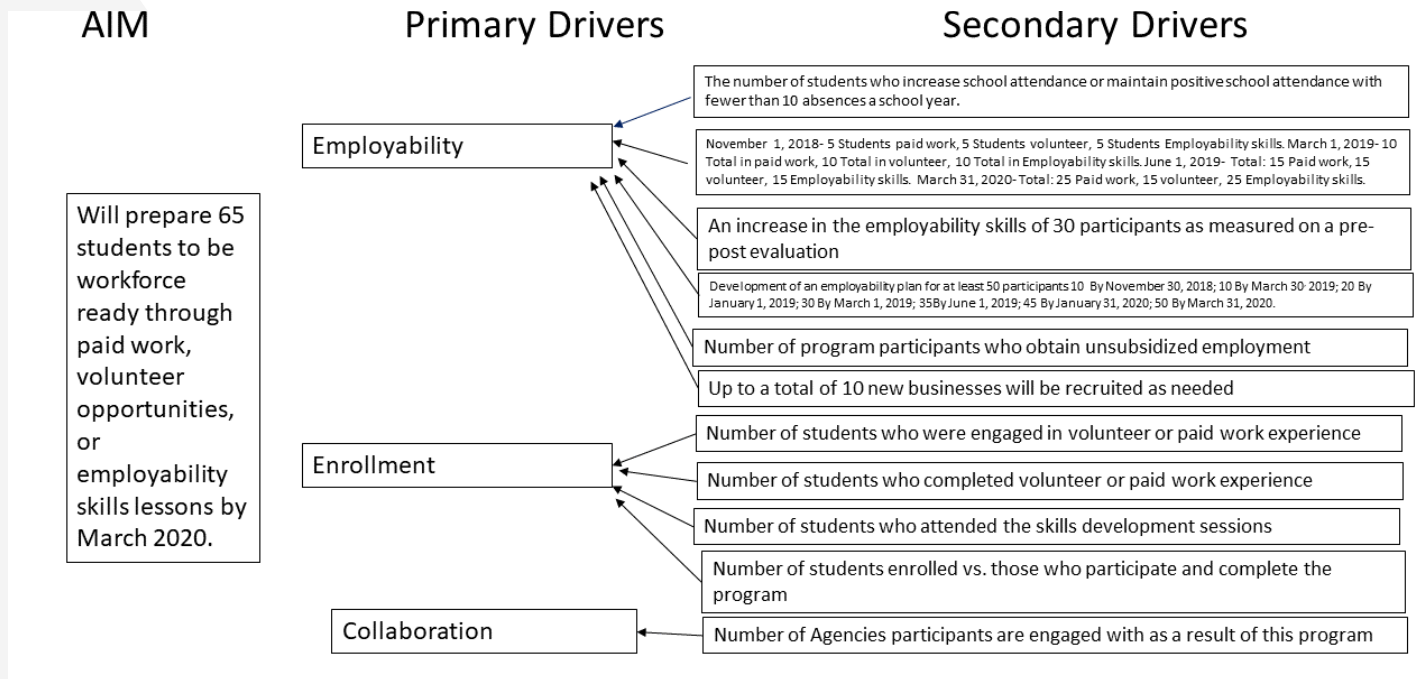 AIM
Primary Drivers
Secondary Drivers
Will prepare 65
students to be
workforce
ready through
paid work,
volunteer
opportunities,
or
employability
skills lessons by
March 2020.
Employability
The number of students who increase school attendance or maintain positive school attendance with
fewer than 10 absences a school year.
November 1, 2018- 5 Students paid work, 5 Students volunteer, 5 Students Employability skills. March 1, 2019- 10
Total in paid work, 10 Total in volunteer, 10 Total in Employability skills. June 1, 2019- Total: 15 Paid work, 15
volunteer, 15 Employability skills. March 31, 2020- Total: 25 Paid work, 15 volunteer, 25 Employability skills.
An increase in the employability skills of 30 participants as measured on a pre-
post evaluation
Development of an employability plan for at least 50 participants 10 By November 30, 2018; 10 By March 30, 2019; 20 By
January 1, 2019; 30 By March 1, 2019; 35By June 1, 2019; 45 By January 31, 2020; 50 By March 31, 2020.
Number of program participants who obtain unsubsidized employment
Up to a total of 10 new businesses will be recruited as needed
Enrollment
Number of students who were engaged in volunteer or paid work experience
Number of students who completed volunteer or paid work experience
Number of students who attended the skills development sessions
Number of students enrolled vs. those who participate and complete the
program
Collaboration
Number of Agencies participants are engaged with as a result of this program